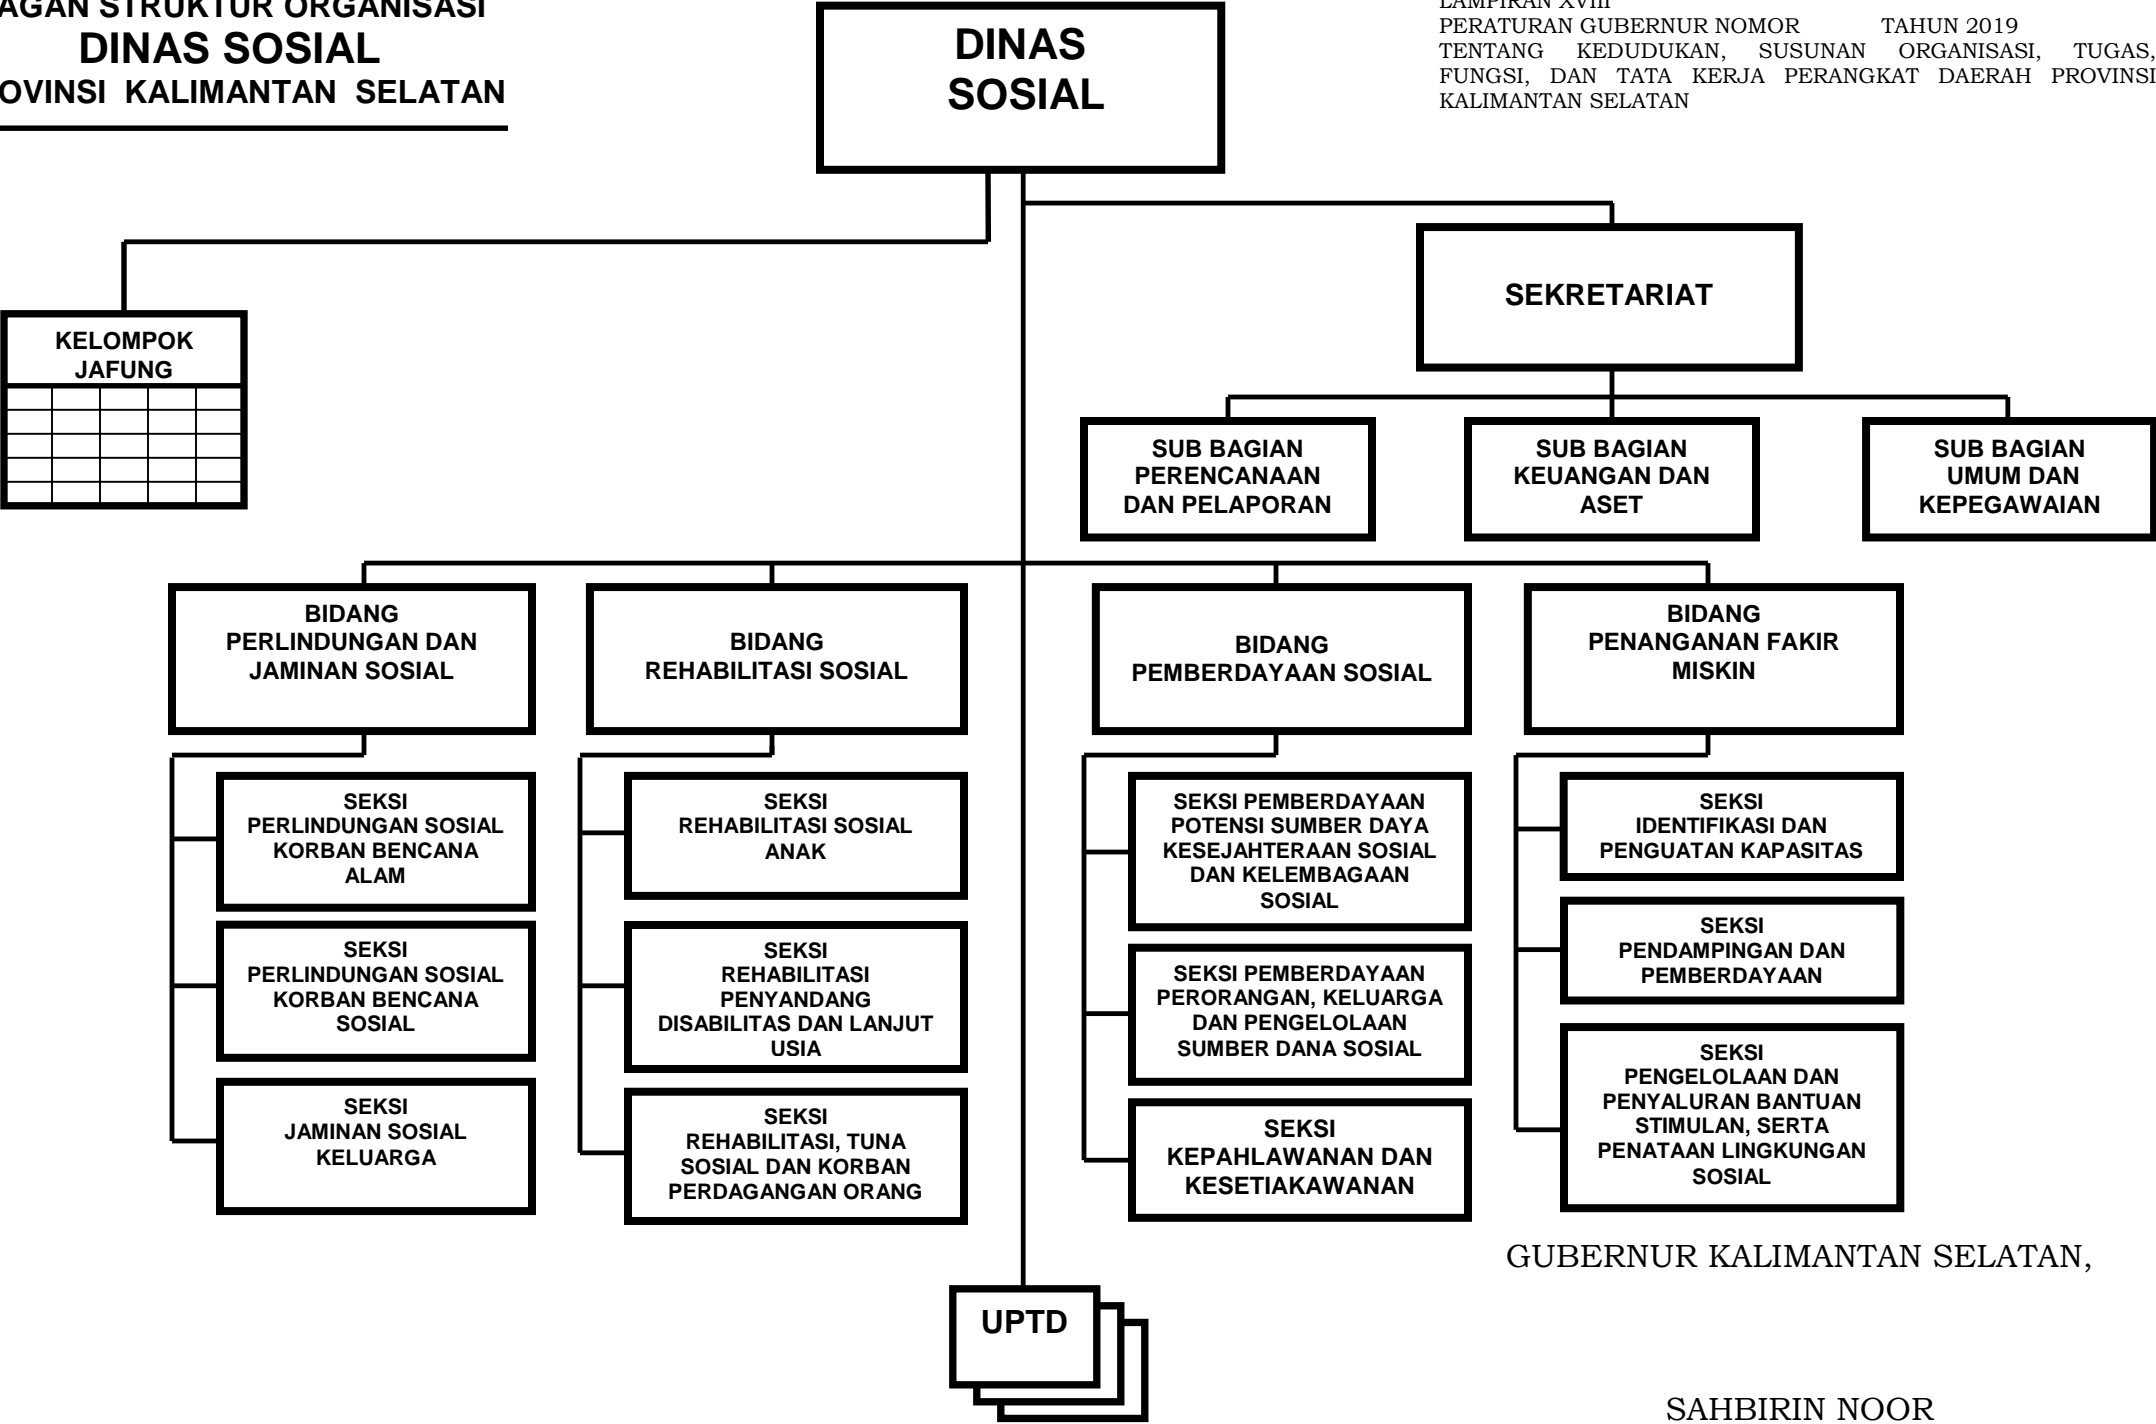 AGAN STRUKTUR ORGANISASI
DINAS SOSIAL
OVINSI KALIMANTAN SELATAN
DINAS
SOSIAL
LAMPIRAN XVIII
PERATURAN GUBERNUR NOMOR TAHUN 2019
TENTANG KEDUDUKAN, SUSUNAN ORGANISASI, TUGAS,
FUNGSI, DAN TATA KERJA PERANGKAT DAERAH PROVINSI
KALIMANTAN SELATAN
SEKRETARIAT
KELOMPOK
JAFUNG
SUB BAGIAN
PERENCANAAN
DAN PELAPORAN
SUB BAGIAN
KEUANGAN DAN
ASET
SUB BAGIAN
UMUM DAN
KEPEGAWAIAN
BIDANG
PERLINDUNGAN DAN
JAMINAN SOSIAL
BIDANG
REHABILITASI SOSIAL
BIDANG
PEMBERDAYAAN SOSIAL
BIDANG
PENANGANAN FAKIR
MISKIN
SEKSI
PERLINDUNGAN SOSIAL
KORBAN BENCANA
ALAM
SEKSI
PERLINDUNGAN SOSIAL
KORBAN BENCANA
SOSIAL
SEKSI
JAMINAN SOSIAL
KELUARGA
SEKSI
REHABILITASI SOSIAL
ANAK
SEKSI
REHABILITASI
PENYANDANG
DISABILITAS DAN LANJUT
USIA
SEKSI
REHABILITASI, TUNA
SOSIAL DAN KORBAN
PERDAGANGAN ORANG
SEKSI PEMBERDAYAAN
POTENSI SUMBER DAYA
KESEJAHTERAAN SOSIAL
DAN KELEMBAGAAN
SOSIAL
SEKSI PEMBERDAYAAN
PERORANGAN, KELUARGA
DAN PENGELOLAAN
SUMBER DANA SOSIAL
SEKSI
KEPAHLAWANAN DAN
KESETIAKAWANAN
SEKSI
IDENTIFIKASI DAN
PENGUATAN KAPASITAS
SEKSI
PENDAMPINGAN DAN
PEMBERDAYAAN
SEKSI
PENGELOLAAN DAN
PENYALURAN BANTUAN
STIMULAN, SERTA
PENATAAN LINGKUNGAN
SOSIAL
UPTD
GUBERNUR KALIMANTAN SELATAN,
SAHBIRIN NOOR